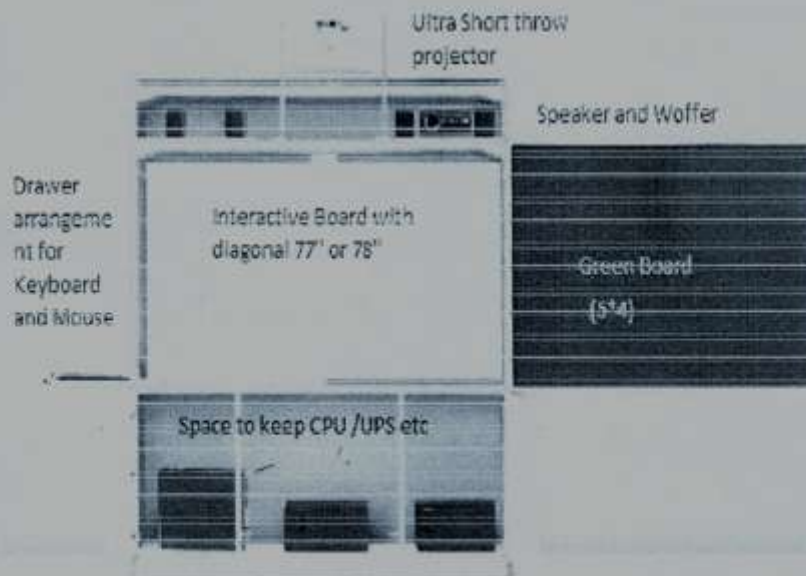 Ultra Short throw
projector
Speaker and Woffer
Drawer
arrangeme
nt for
Keyboard
and Mouse
Interactive Board with
diagonal 77" or 78"
Green Board
(5*4)
Space to keep CPU /UPS etc